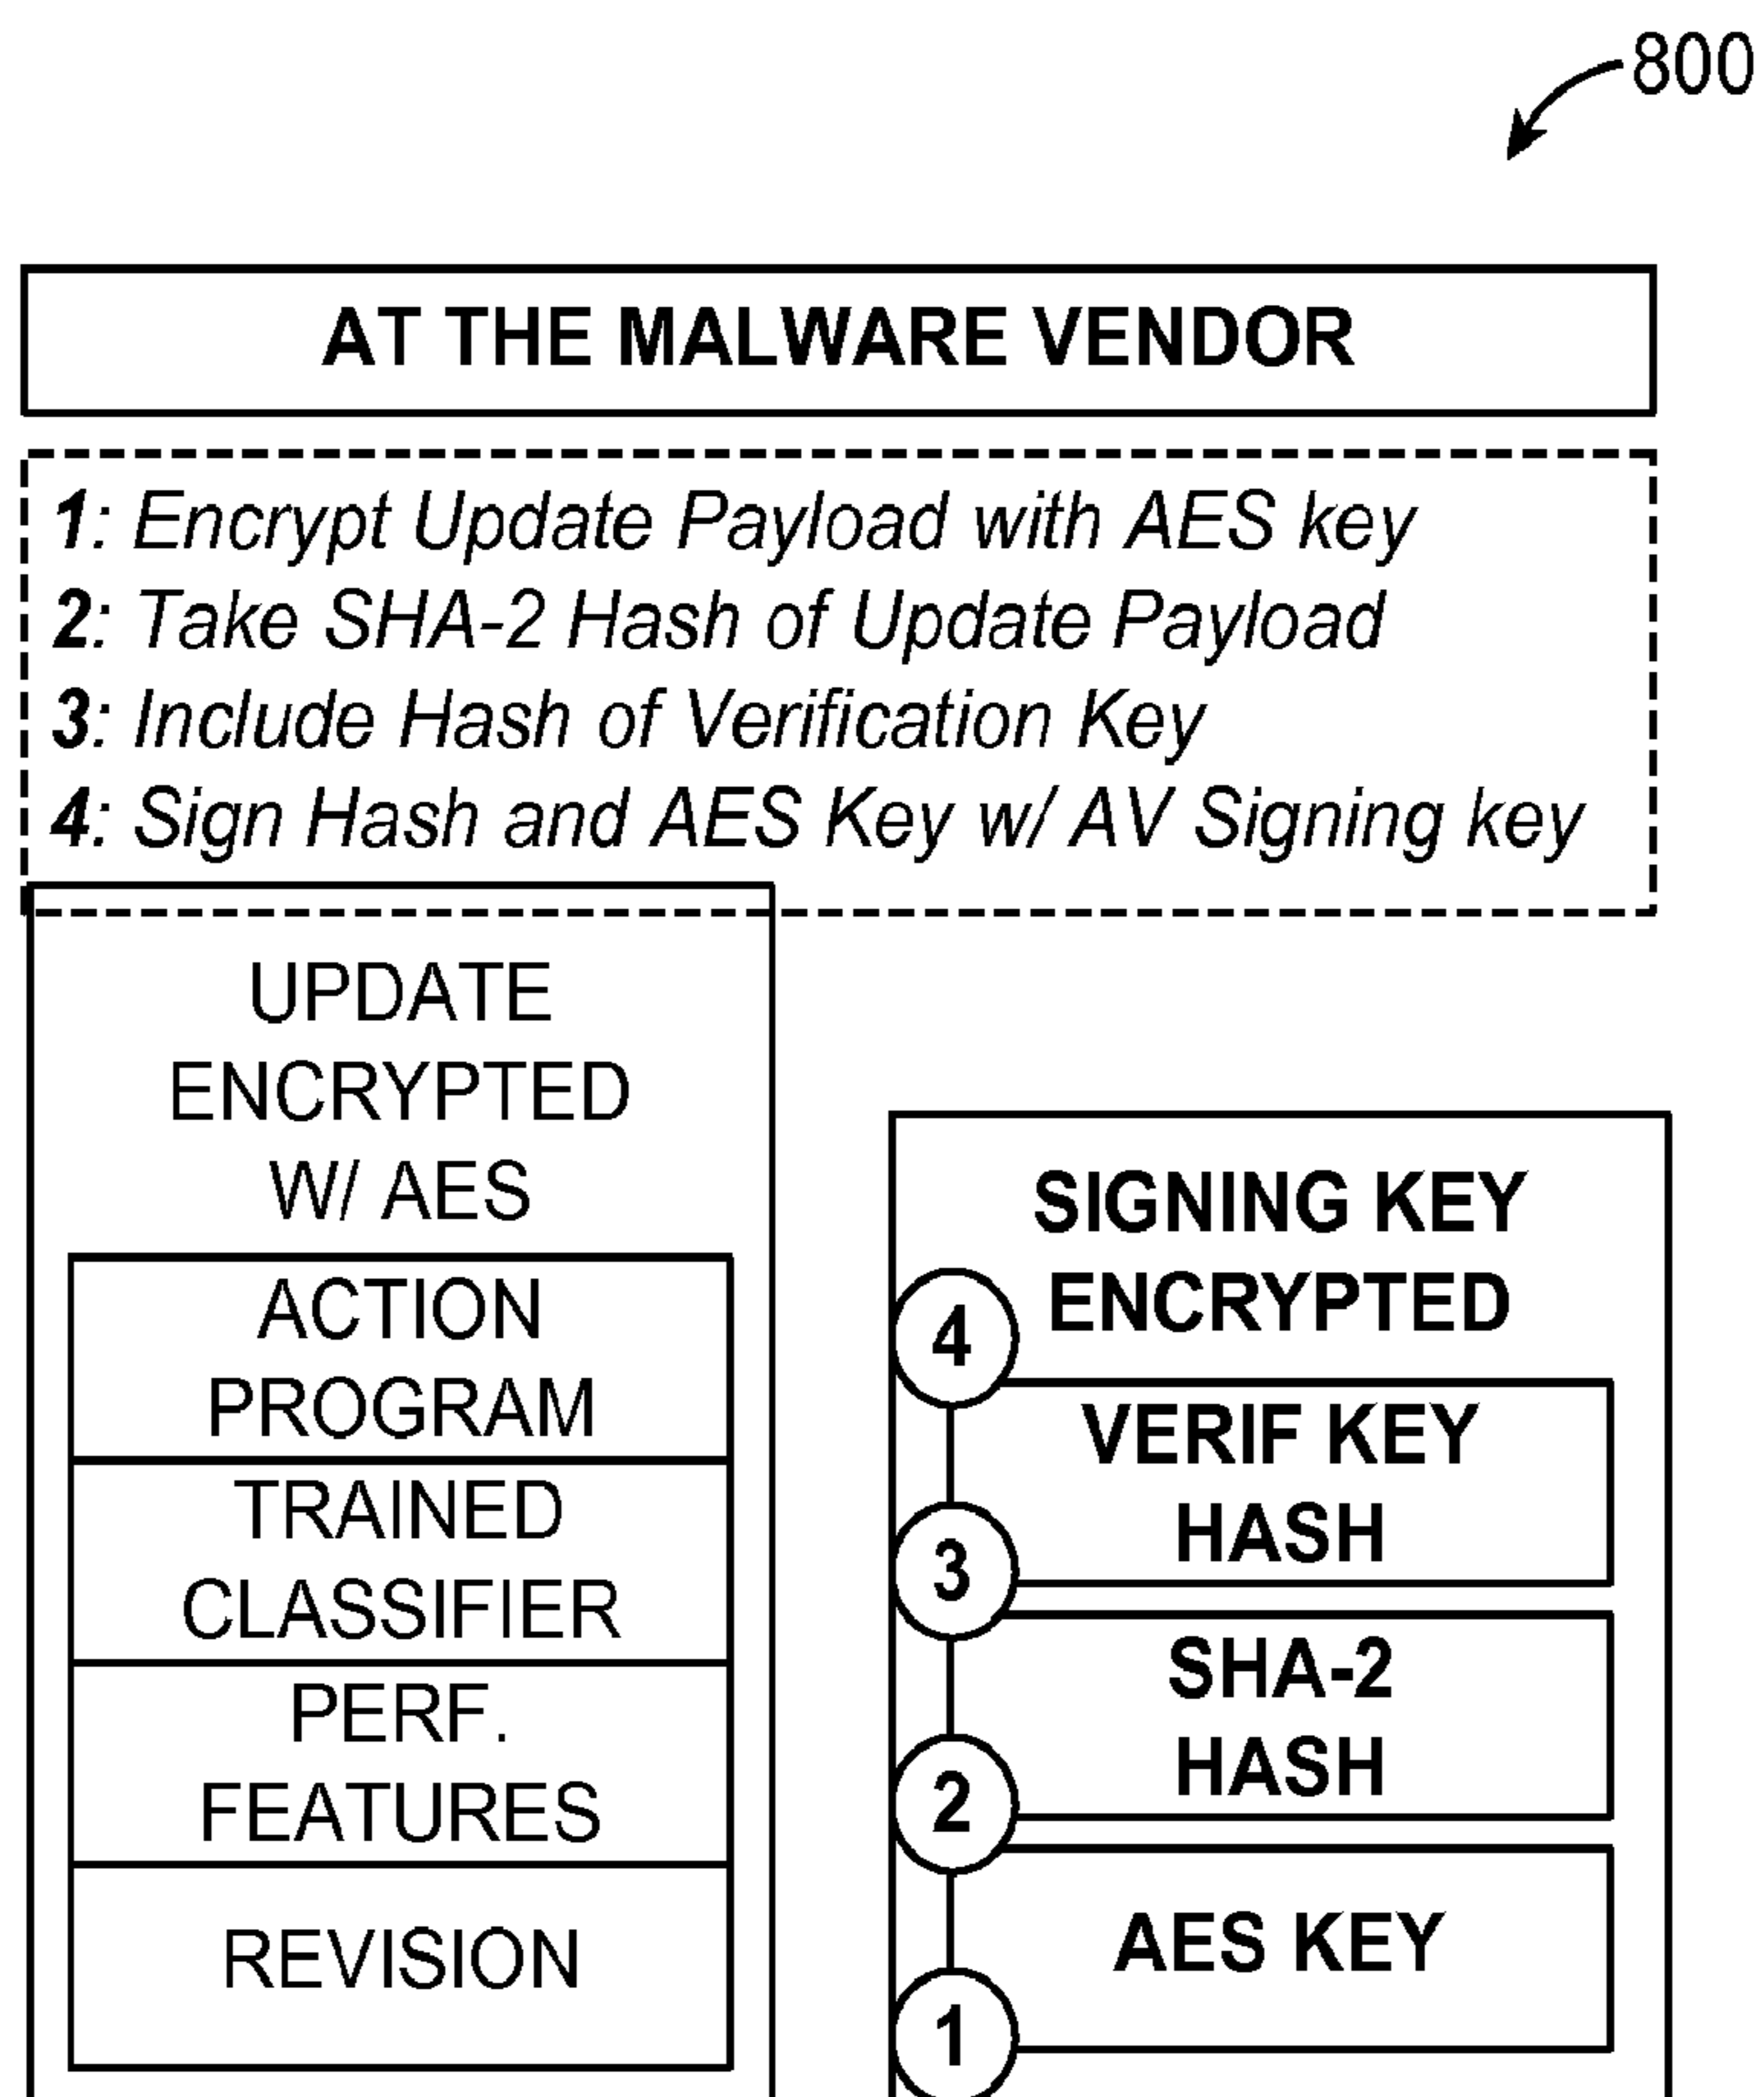 800
AT THE MALWARE VENDOR
1: Encrypt Update Payload with AES key
2: Take SHA-2 Hash of Update Payload
3: Include Hash of Verification Key
4: Sign Hash and AES Key w/ AV Signing key
UPDATE
ENCRYPTED
W/ AES
ACTION
PROGRAM
TRAINED
CLASSIFIER
PERF.
FEATURES
REVISION
SIGNING KEY
ENCRYPTED
4
VERIF KEY
HASH
3
SHA-2
HASH
2
AES KEY
1